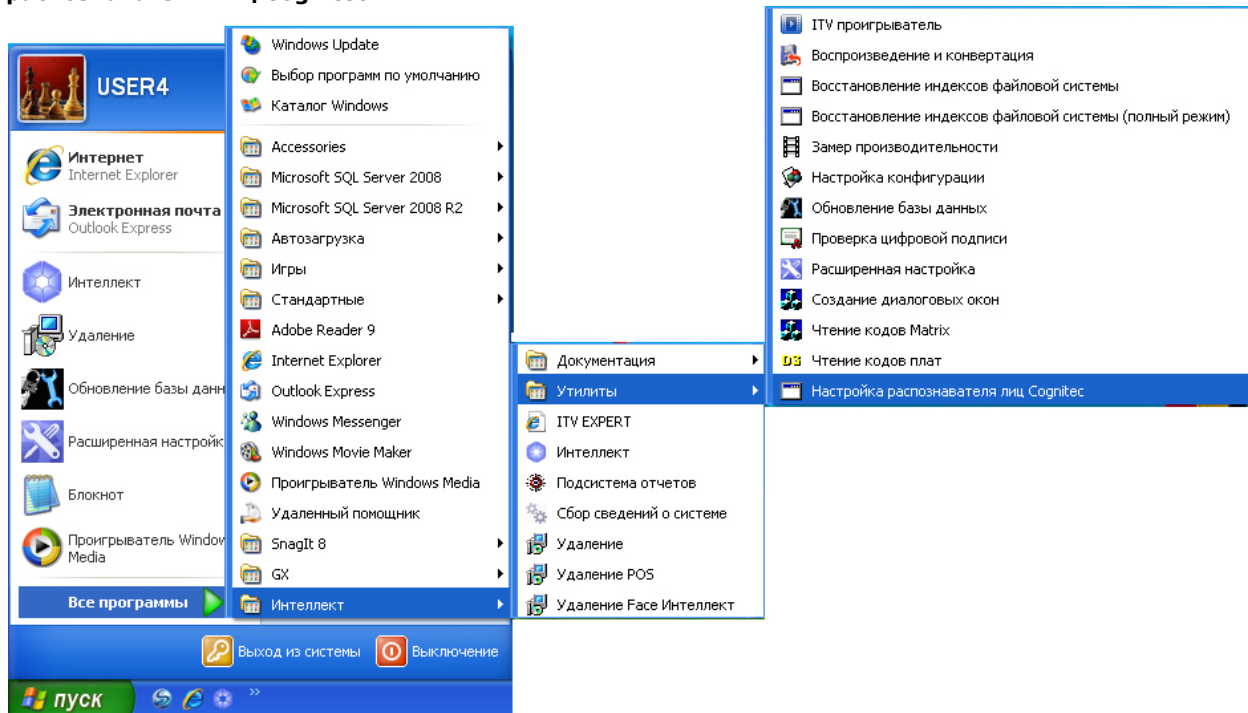 USER4
Интернет
Internet Explorer
Электронная почта
Outlook Express
Интеллект
Удаление
Обновление базы данн
Расширенная настройк
Блокнот
Проигрыватель Window
Media
Все программы
Выход из системы
Выключение
пуск
Windows Update
Выбор программ по умолчанию
Каталог Windows
Accessories
Microsoft SQL Server 2008
Microsoft SQL Server 2008 R2
Автозагрузка
Игры
Стандартные
Adobe Reader 9
Internet Explorer
Outlook Express
Windows Messenger
Windows Movie Maker
Проигрыватель Windows Media
Удаленный помощник
SnagIt 8
GX
Интеллект
Документация
Утилиты
ITV EXPERT
Интеллект
Подсистема отчетов
Сбор сведений о системе
Удаление
Удаление POS
Удаление Face Интеллект
ITV проигрыватель
Воспроизведение и конвертация
Восстановление индексов файловой системы
Восстановление индексов файловой системы (полный режим)
Замер производительности
Настройка конфигурации
Обновление базы данных
Проверка цифровой подписи
Расширенная настройка
Создание диалоговых окон
Чтение кодов Matrix
Чтение кодов плат
Настройка распознавателя лиц Cognitec